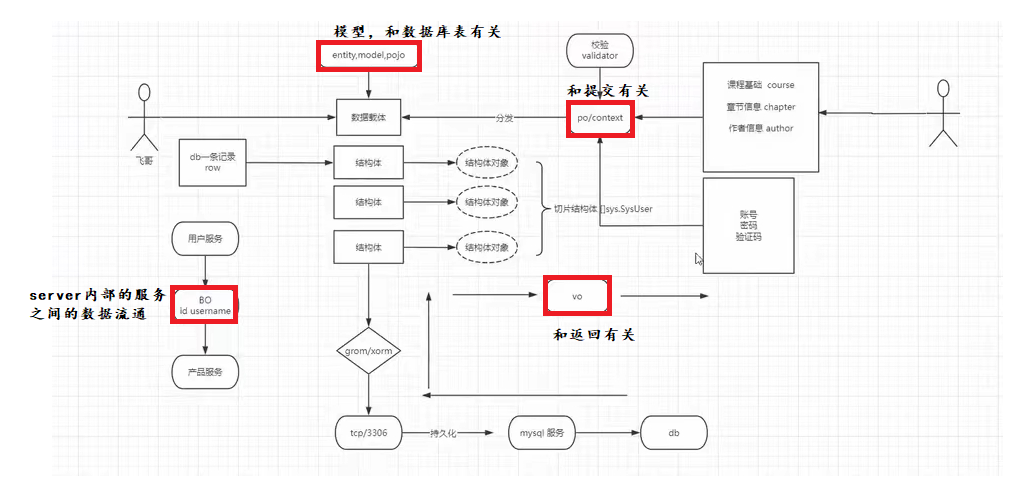 模型，和数据库表有关
entity,model,pojo
校验
validator
和提交有关
po/context
课程基础 course
章节信息 chapter
作者信息 author
数据载体
分发
飞哥
db一条记录
row
结构体
结构体对象
结构体
结构体对象
切片结构体 []sys.SysUser
结构体
结构体对象
账号
密码
验证码
用户服务
server内部的服务
之间的数据流通
BO
id username
产品服务
vo
和返回有关
grom/xorm
tcp/3306
持久化
mysql 服务
db